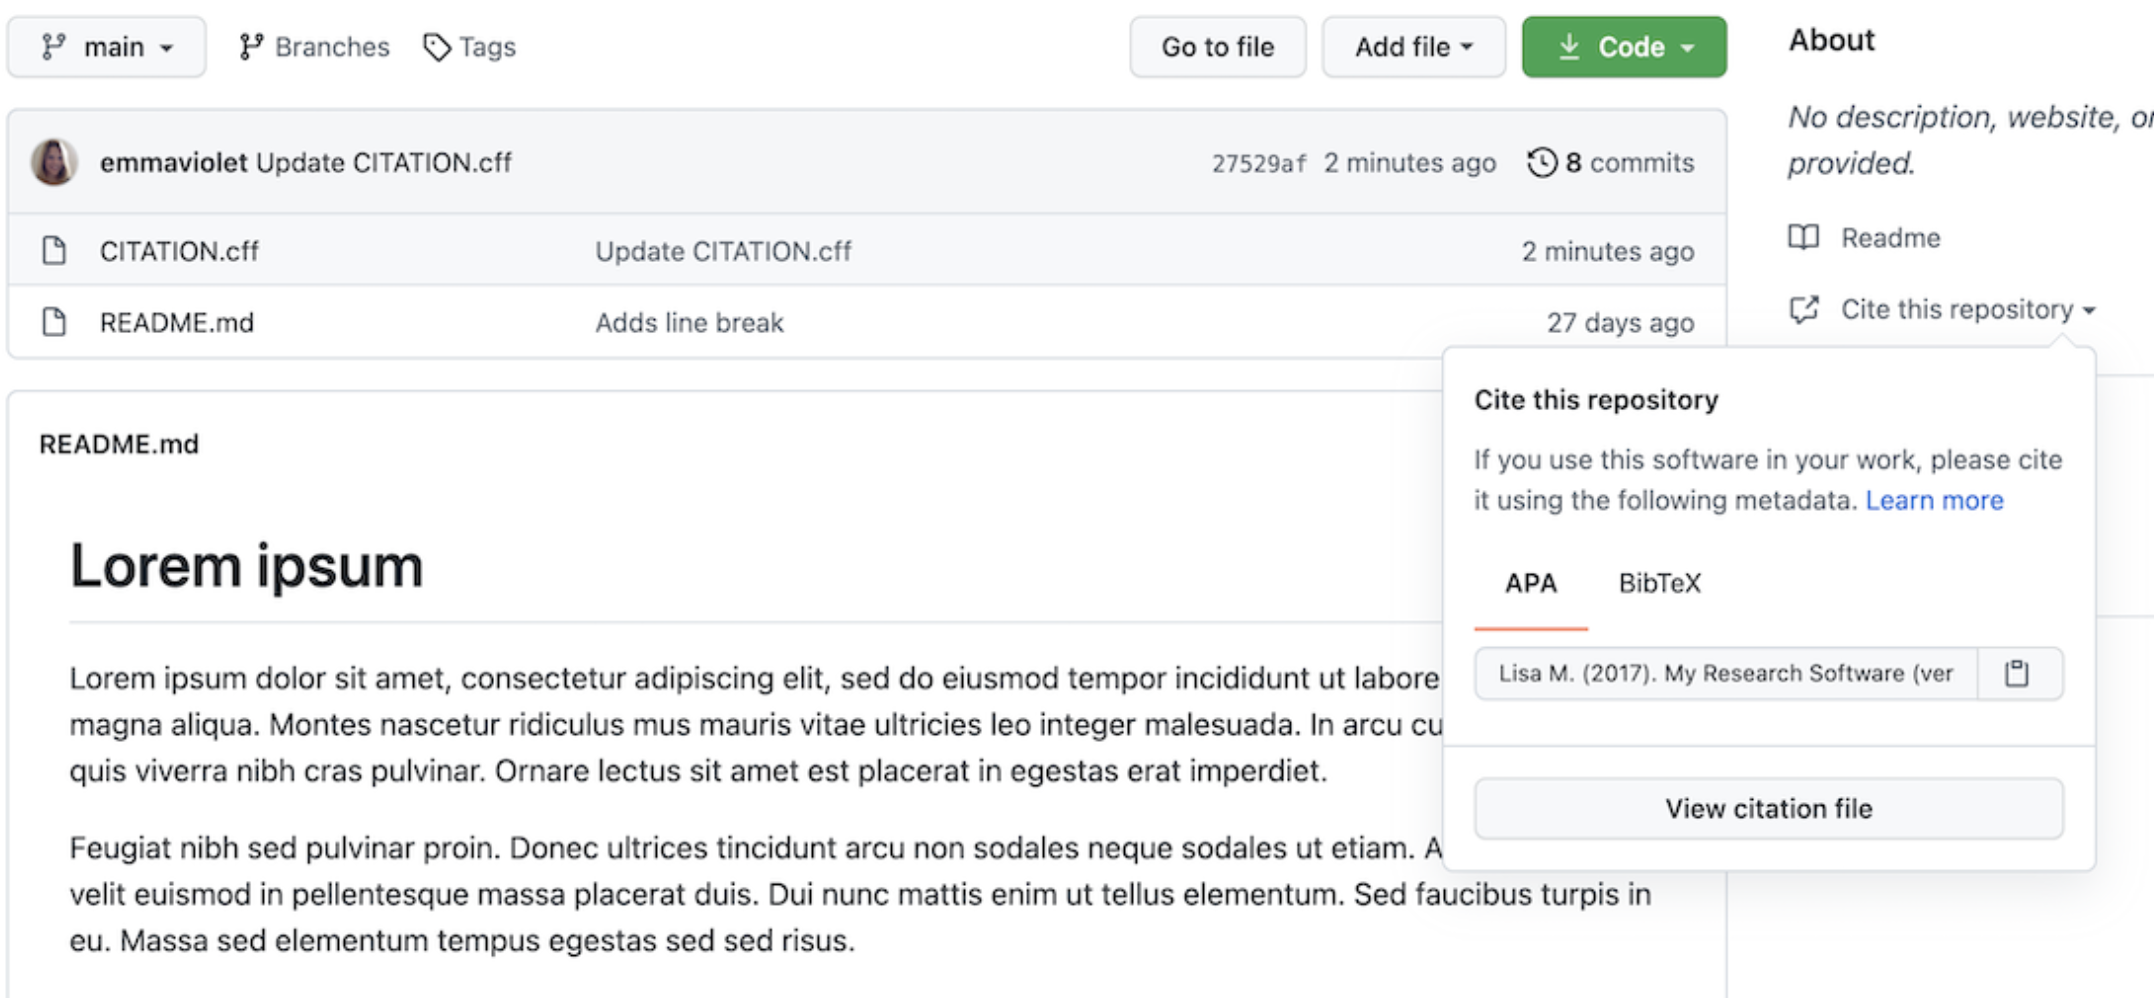 main Branches Tags Go to file Add file Code
About
No description, website, or
provided.
emmaviolet Update CITATION.cff 27529af 2 minutes ago 8 commits
CITATION.cff Update CITATION.cff 2 minutes ago
README.md Adds line break 27 days ago
Readme
Cite this repository
Cite this repository
If you use this software in your work, please cite
it using the following metadata. Learn more
APA BibTeX
Lisa M. (2017). My Research Software (ver
View citation file
README.md
Lorem ipsum
Lorem ipsum dolor sit amet, consectetur adipiscing elit, sed do eiusmod tempor incididunt ut labore
magna aliqua. Montes nascetur ridiculus mus mauris vitae ultricies leo integer malesuada. In arcu cu
quis viverra nibh cras pulvinar. Ornare lectus sit amet est placerat in egestas erat imperdiet.
Feugiat nibh sed pulvinar proin. Donec ultrices tincidunt arcu non sodales neque sodales ut etiam. A
velit euismod in pellentesque massa placerat duis. Dui nunc mattis enim ut tellus elementum. Sed faucibus turpis in
eu. Massa sed elementum tempus egestas sed sed risus.